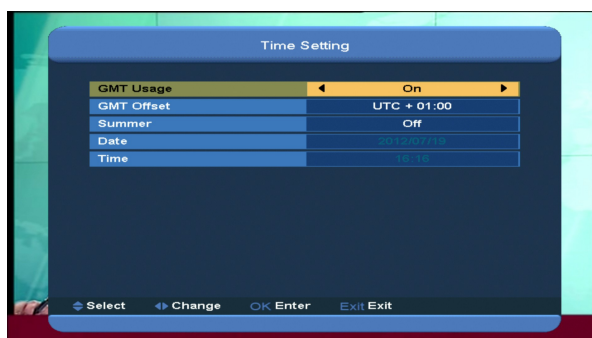 Time Setting
GMT Usage On
GMT Offset UTC + 01:00
Summer Off
Date 2012/07/19
Time 16:16
Select Change OK Enter Exit Exit